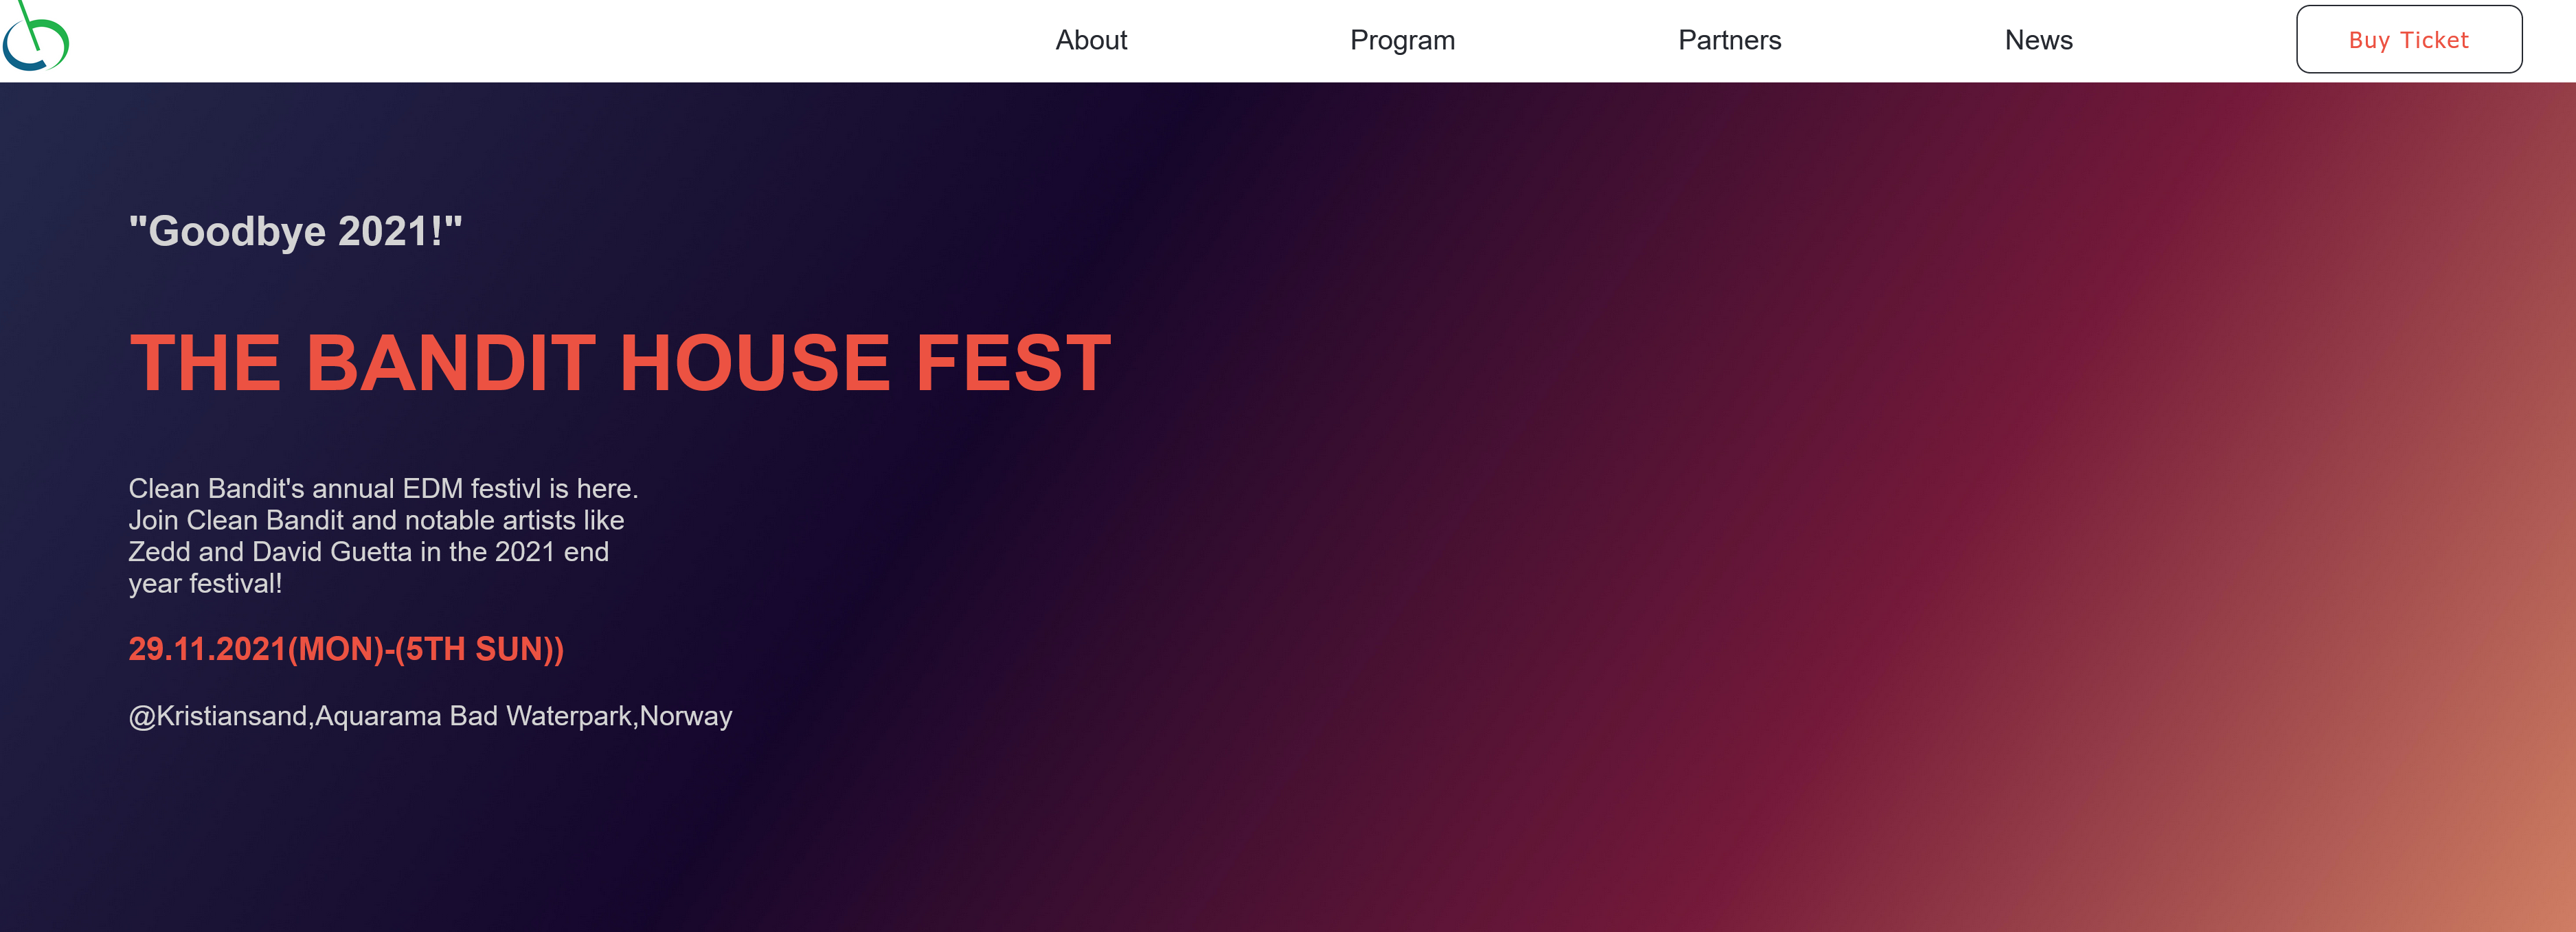 About
Program
Partners
News
Buy Ticket
"Goodbye 2021!"
THE BANDIT HOUSE FEST
Clean Bandit's annual EDM festivl is here.
Join Clean Bandit and notable artists like
Zedd and David Guetta in the 2021 end
year festival!
29.11.2021(MON)-(5TH SUN))
@Kristiansand,Aquarama Bad Waterpark,Norway